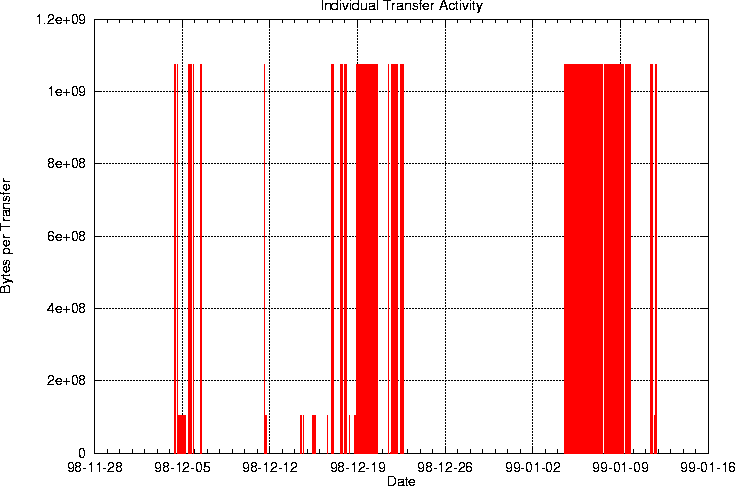 Individual Transfer Activity
1.2e+09
1e+09
8e+08
6e+08
4e+08
2e+08
0
Bytes per Transfer
98-11-28 98-12-05 98-12-12 98-12-19 98-12-26 99-01-02 99-01-09 99-01-16
Date